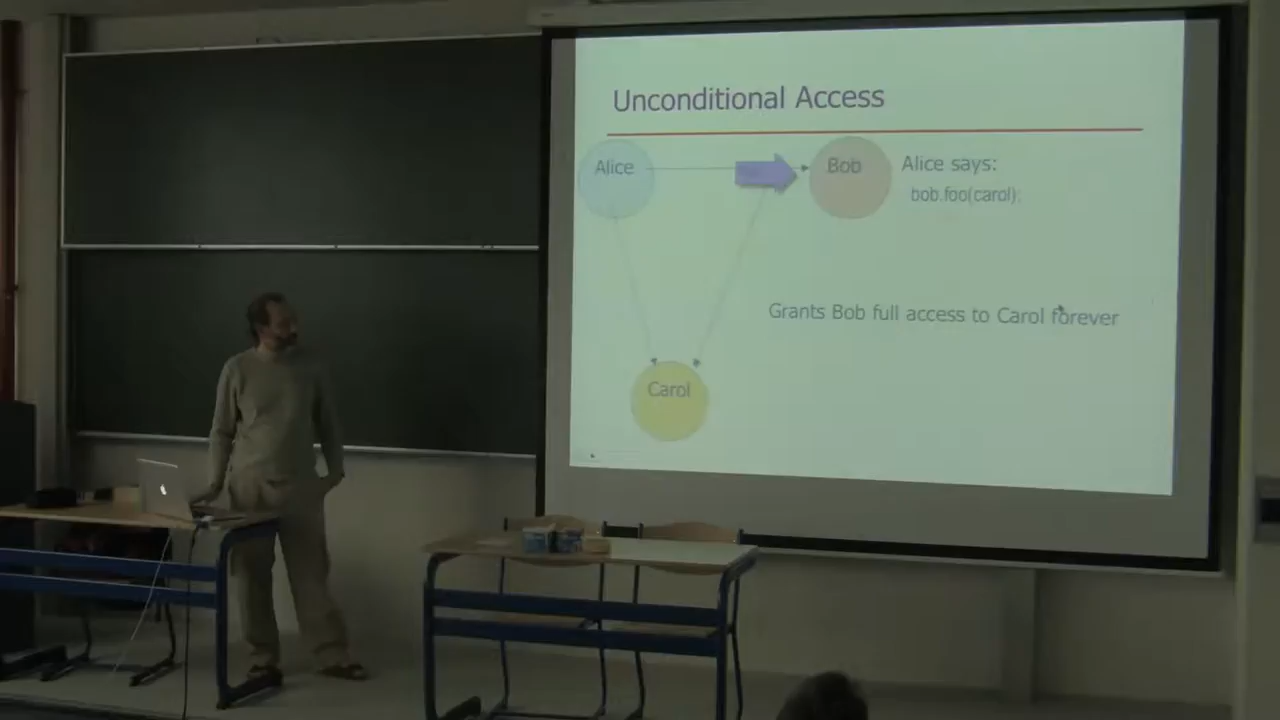 Unconditional Access
Alice
Bob
Alice says:
bob.foo(carol);
Grants Bob full access to Carol forever
Carol